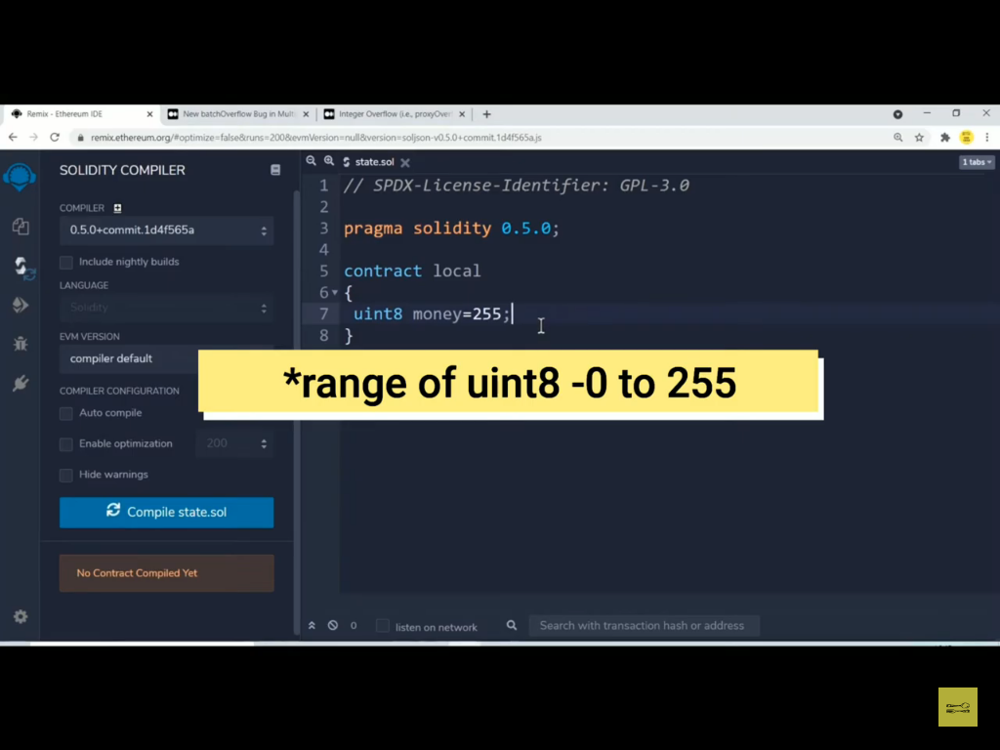 Remix - Ethereum IDE
New batchOverflow Bug in Mult
Integer Overflow (i.e., proxyOver
remix.ethereum.org/#optimize=false&runs=200&evmVersion=null&version=soljson-v0.5.0+commit.1d4f565a.js
SOLIDITY COMPILER
COMPILER
0.5.0+commit.1d4f565a
Include nightly builds
LANGUAGE
Solidity
EVM VERSION
compiler default
COMPILER CONFIGURATION
Auto compile
Enable optimization 200
Hide warnings
Compile state.sol
No Contract Compiled Yet
state.sol
1 tabs
1 // SPDX-License-Identifier: GPL-3.0
2
3 pragma solidity 0.5.0;
4
5 contract local
6 {
7 uint8 money=255;
8 }
*range of uint8 -0 to 255
0 listen on network Search with transaction hash or address